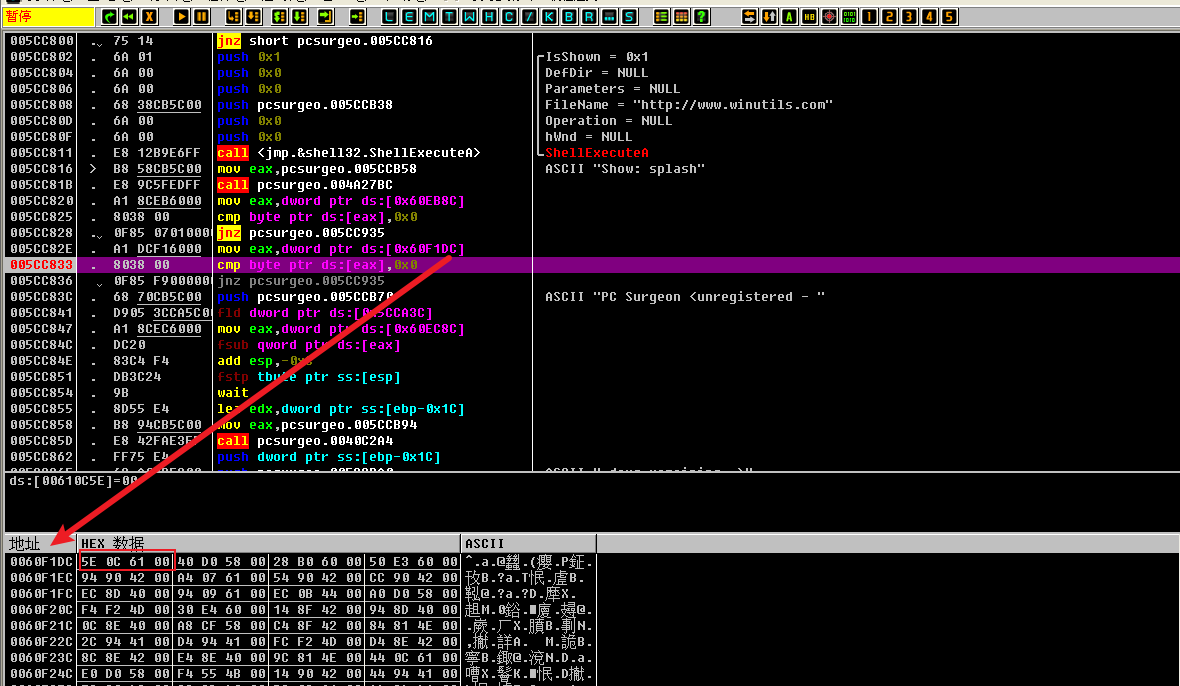 暂停
L E M T W H C / K B R ... S
?
A HB
1 2 3 4 5
005CC800 . 75 14 jnz short pcsurgeo.005CC816
005CC802 . 6A 01 push 0x1 IsShown = 0x1
005CC804 . 6A 00 push 0x0 DefDir = NULL
005CC806 . 6A 00 push 0x0 Parameters = NULL
005CC808 . 68 38CB5C00 push pcsurgeo.005CCB38 FileName = "http://www.winutils.com"
005CC80D . 6A 00 push 0x0 Operation = NULL
005CC80F . 6A 00 push 0x0 hWnd = NULL
005CC811 . E8 12B9E6FF call <jmp.&shell32.ShellExecuteA> ShellExecuteA
005CC816 > B8 58CB5C00 mov eax,pcsurgeo.005CCB58 ASCII "Show: splash"
005CC81B . E8 9C5FEDFF call pcsurgeo.004A27BC
005CC820 . A1 8CEB6000 mov eax,dword ptr ds:[0x60EB8C]
005CC825 . 8038 00 cmp byte ptr ds:[eax],0x0
005CC828 . 0F85 07010000 jnz pcsurgeo.005CC935
005CC82E . A1 DCF16000 mov eax,dword ptr ds:[0x60F1DC]
005CC833 . 8038 00 cmp byte ptr ds:[eax],0x0
005CC836 . 0F85 F9000000 jnz pcsurgeo.005CC935
005CC83C . 68 70CB5C00 push pcsurgeo.005CCB70 ASCII "PC Surgeon <unregistered - "
005CC841 . D905 3CCA5C00 fld dword ptr ds:[0x5CCA3C]
005CC847 . A1 8CEC6000 mov eax,dword ptr ds:[0x60EC8C]
005CC84C . DC20 fsub qword ptr ds:[eax]
005CC84E . 83C4 F4 add esp,-0xC
005CC851 . DB3C24 fstp tbyte ptr ss:[esp]
005CC854 . 9B wait
005CC855 . 8D55 E4 lea edx,dword ptr ss:[ebp-0x1C]
005CC858 . B8 94CB5C00 mov eax,pcsurgeo.005CCB94
005CC85D . E8 42FAE3FF call pcsurgeo.0040C2A4
005CC862 . FF75 E4 push dword ptr ss:[ebp-0x1C]
ds:[00610C5E]=00
地址 HEX 数据 ASCII
0060F1DC 5E 0C 61 00 40 D0 58 00 28 B0 60 00 50 E3 60 00
0060F1EC 94 90 42 00 A4 07 61 00 54 90 42 00 CC 90 42 00
0060F1FC EC 8D 40 00 94 09 61 00 EC 0B 44 00 A0 D0 58 00
0060F20C F4 F2 4D 00 30 E4 60 00 14 8F 42 00 94 8D 40 00
0060F21C 0C 8E 40 00 A8 CF 58 00 C4 8F 42 00 84 81 4E 00
0060F22C 2C 94 41 00 D4 94 41 00 FC F2 4D 00 D4 8E 42 00
0060F23C 8C 8E 42 00 E4 8E 40 00 9C 81 4E 00 44 0C 61 00
0060F24C E0 D0 58 00 F4 55 4B 00 14 90 42 00 44 94 41 00